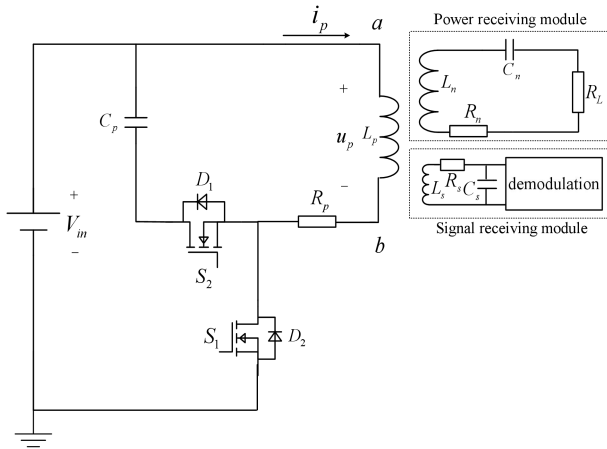 i_p
a
Power receiving module
C_n
L_n
R_L
R_n
C_p
+
u_p L_p
−
D_1
R_p
b
L_s R_s C_s demodulation
Signal receiving module
+
V_in
−
S_2
S_1
D_2